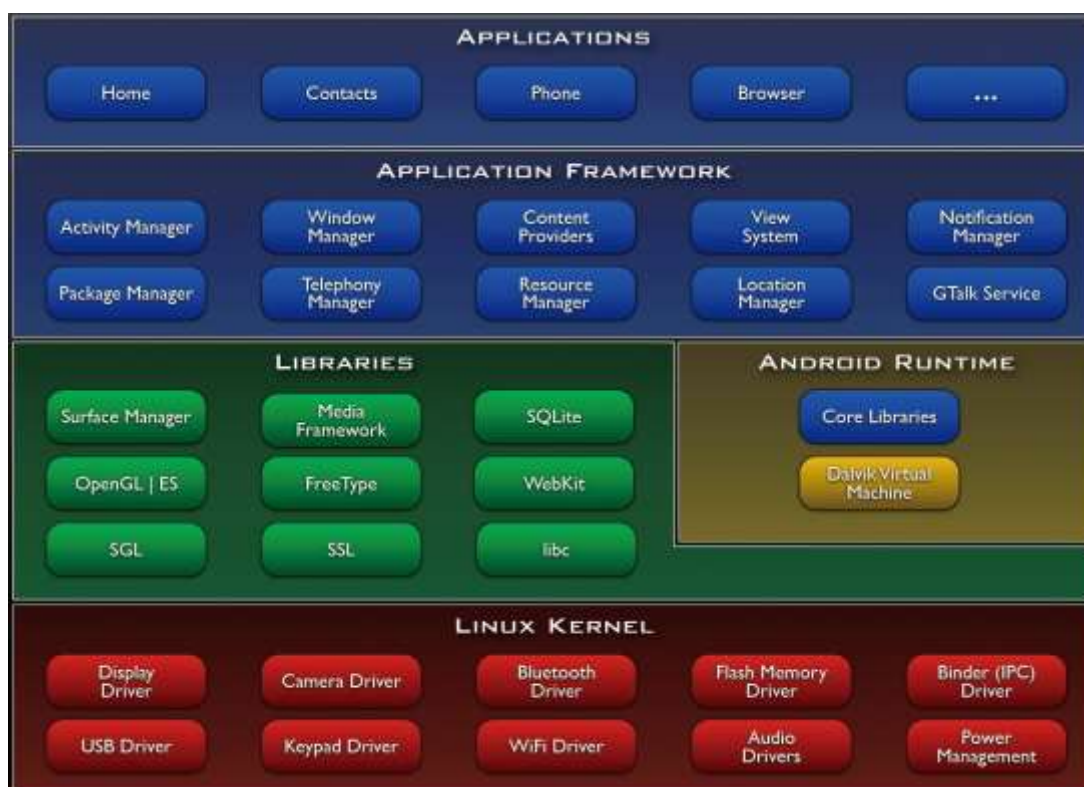 APPLICATIONS
Home
Contacts
Phone
Browser
...
APPLICATION FRAMEWORK
Activity Manager
Window
Manager
Content
Providers
View
System
Notification
Manager
Package Manager
Telephony
Manager
Resource
Manager
Location
Manager
GTalk Service
LIBRARIES
Surface Manager
Media
Framework
SQLite
OpenGL | ES
FreeType
WebKit
SGL
SSL
libc
ANDROID RUNTIME
Core Libraries
Dalvik Virtual
Machine
LINUX KERNEL
Display
Driver
Camera Driver
Bluetooth
Driver
Flash Memory
Driver
Binder (IPC)
Driver
USB Driver
Keypad Driver
WiFi Driver
Audio
Drivers
Power
Management